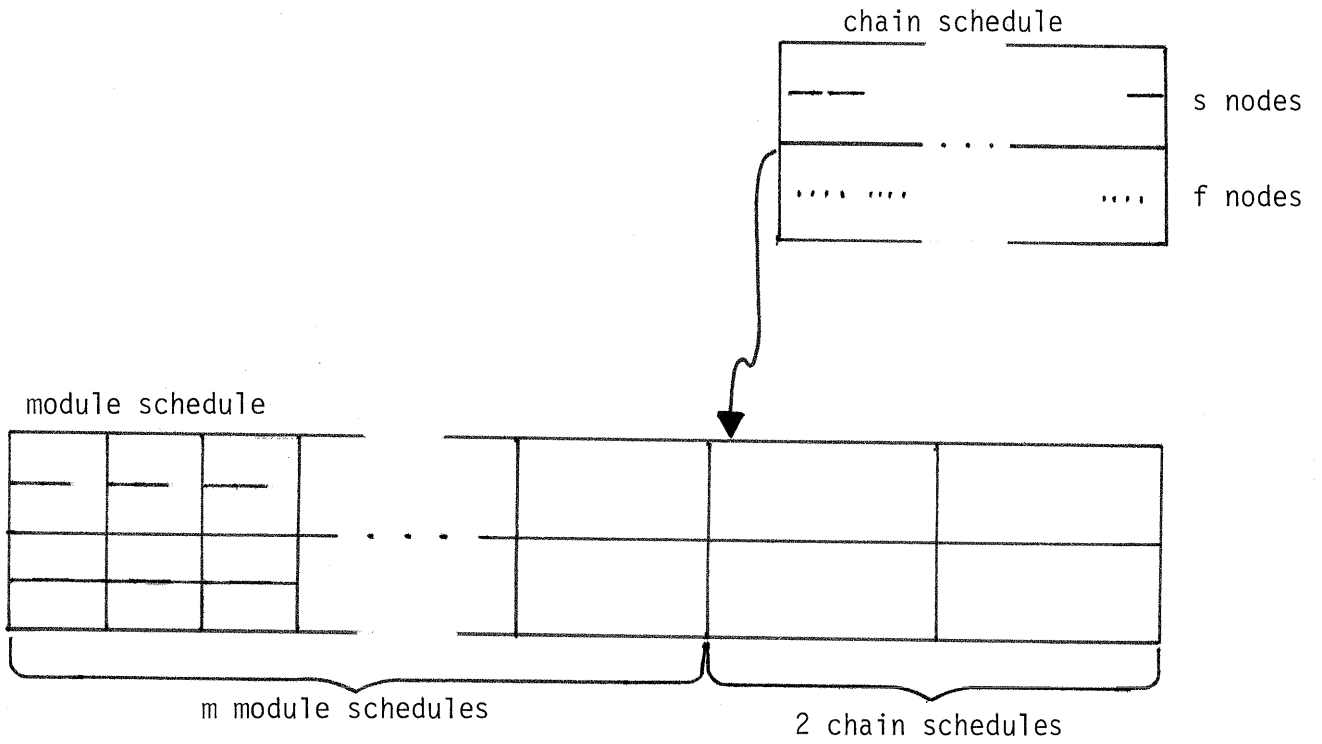 chain schedule
s nodes
. . .
f nodes
module schedule
. . .
m module schedules
2 chain schedules